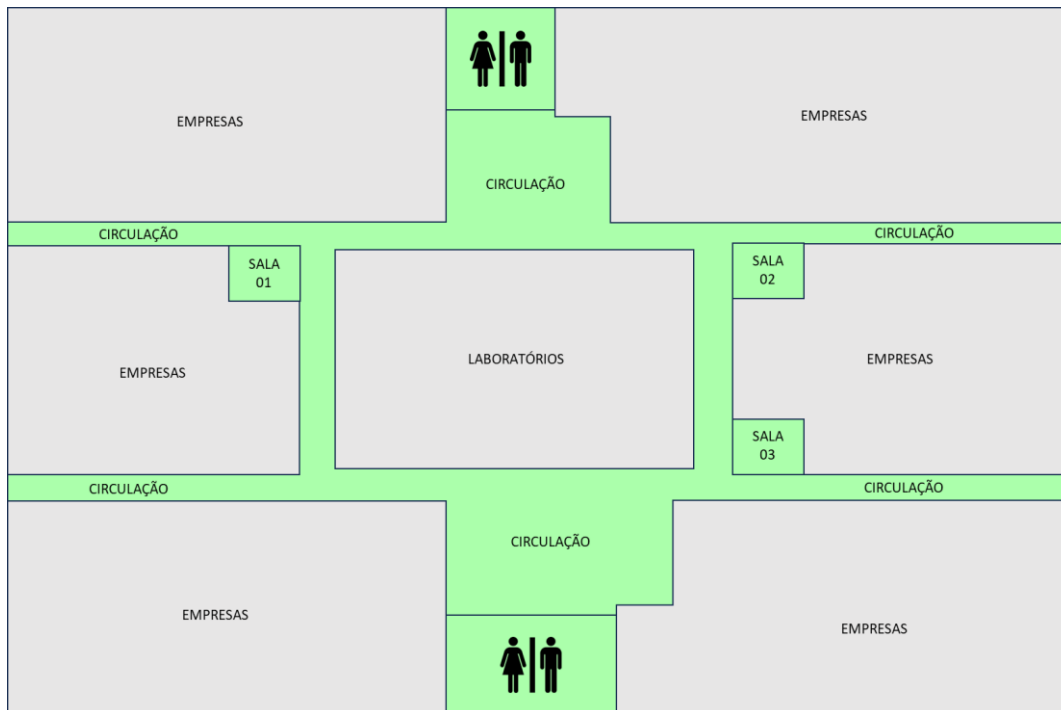 EMPRESAS
EMPRESAS
CIRCULAÇÃO
CIRCULAÇÃO
CIRCULAÇÃO
SALA
01
SALA
02
EMPRESAS
LABORATÓRIOS
EMPRESAS
SALA
03
CIRCULAÇÃO
CIRCULAÇÃO
CIRCULAÇÃO
EMPRESAS
EMPRESAS